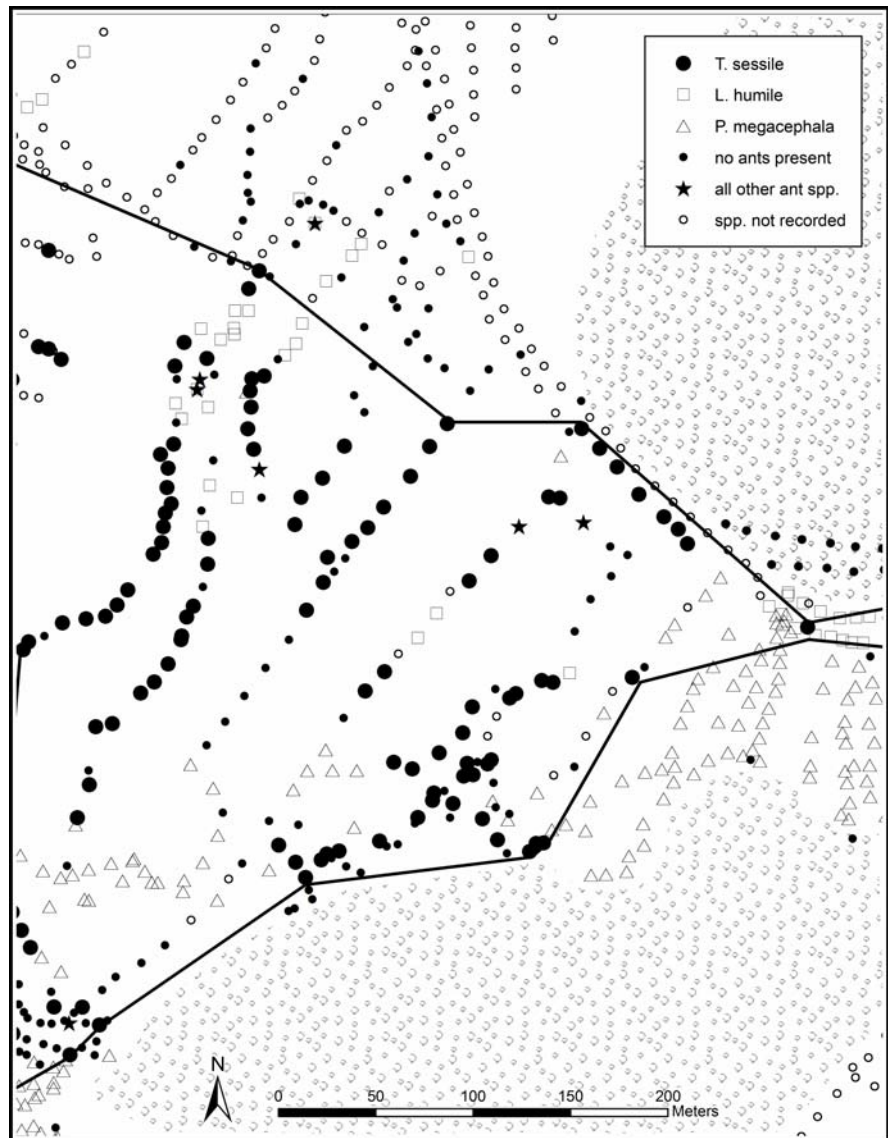 T. sessile
L. humile
P. megacephala
no ants present
all other ant spp.
spp. not recorded
N
0 50 100 150 200
Meters